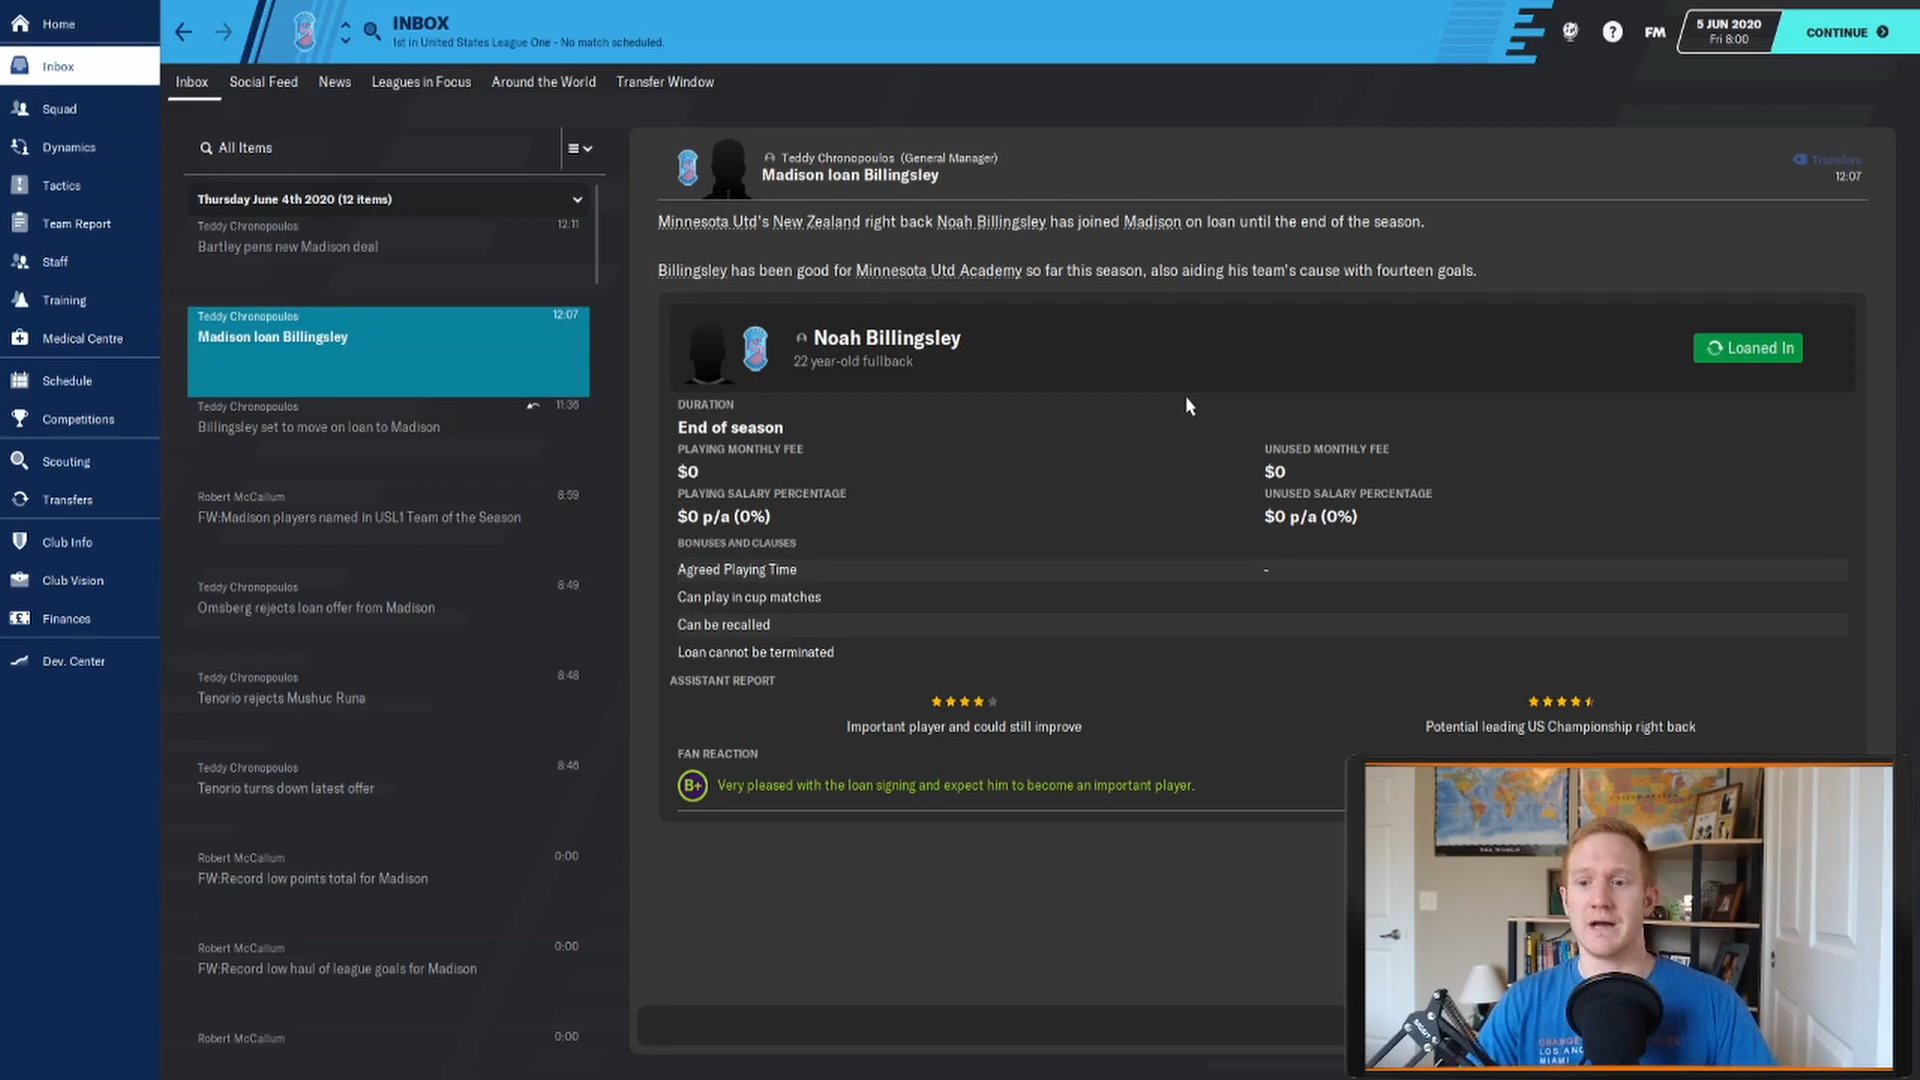 Home
Inbox
Squad
Dynamics
Tactics
Team Report
Staff
Training
Medical Centre
Schedule
Competitions
Scouting
Transfers
Club Info
Club Vision
Finances
Dev. Center
INBOX
1st in United States League One - No match scheduled.
?
FM
5 JUN 2020
Fri 8:00
CONTINUE
Inbox
Social Feed
News
Leagues in Focus
Around the World
Transfer Window
All Items
Thursday June 4th 2020 (12 items)
Teddy Chronopoulos 12:11
Bartley pens new Madison deal
Teddy Chronopoulos 12:07
Madison loan Billingsley
Teddy Chronopoulos 11:36
Billingsley set to move on loan to Madison
Robert McCallum 8:59
FW:Madison players named in USL1 Team of the Season
Teddy Chronopoulos 8:49
Omsberg rejects loan offer from Madison
Teddy Chronopoulos 8:48
Tenorio rejects Mushuc Runa
Teddy Chronopoulos 8:46
Tenorio turns down latest offer
Robert McCallum 0:00
FW:Record low points total for Madison
Robert McCallum 0:00
FW:Record low haul of league goals for Madison
Robert McCallum 0:00
Teddy Chronopoulos (General Manager)
Madison loan Billingsley
Transfers
12:07
Minnesota Utd's New Zealand right back Noah Billingsley has joined Madison on loan until the end of the season.
Billingsley has been good for Minnesota Utd Academy so far this season, also aiding his team's cause with fourteen goals.
Noah Billingsley
22 year-old fullback
Loaned In
DURATION
End of season
PLAYING MONTHLY FEE UNUSED MONTHLY FEE
$0 $0
PLAYING SALARY PERCENTAGE UNUSED SALARY PERCENTAGE
$0 p/a (0%) $0 p/a (0%)
BONUSES AND CLAUSES
Agreed Playing Time -
Can play in cup matches
Can be recalled
Loan cannot be terminated
ASSISTANT REPORT
Important player and could still improve Potential leading US Championship right back
FAN REACTION
B+ Very pleased with the loan signing and expect him to become an important player.
ORANGE
LOS AN
MIAMI